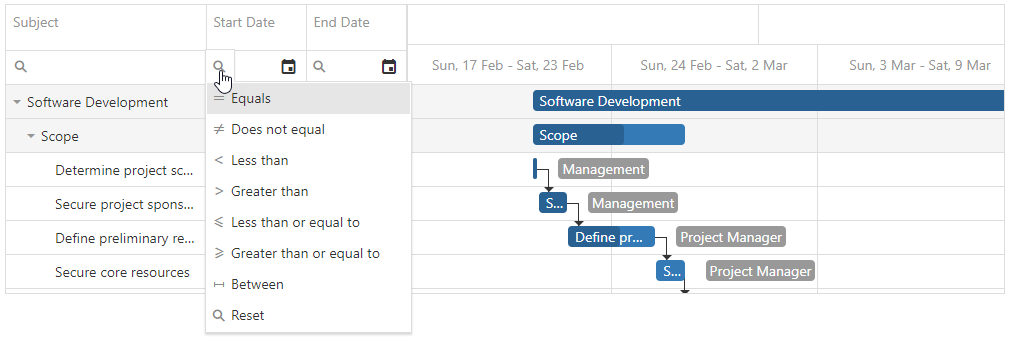 Subject Start Date End Date
Sun, 17 Feb - Sat, 23 Feb Sun, 24 Feb - Sat, 2 Mar Sun, 3 Mar - Sat, 9 Mar
Software Development Equals Software Development
Scope Does not equal Scope
Less than
Determine project sc... Management
Greater than
Secure project spons... S... Management
Less than or equal to
Define preliminary re... Define pr... Project Manager
Greater than or equal to
Secure core resources S... Project Manager
Between
Reset